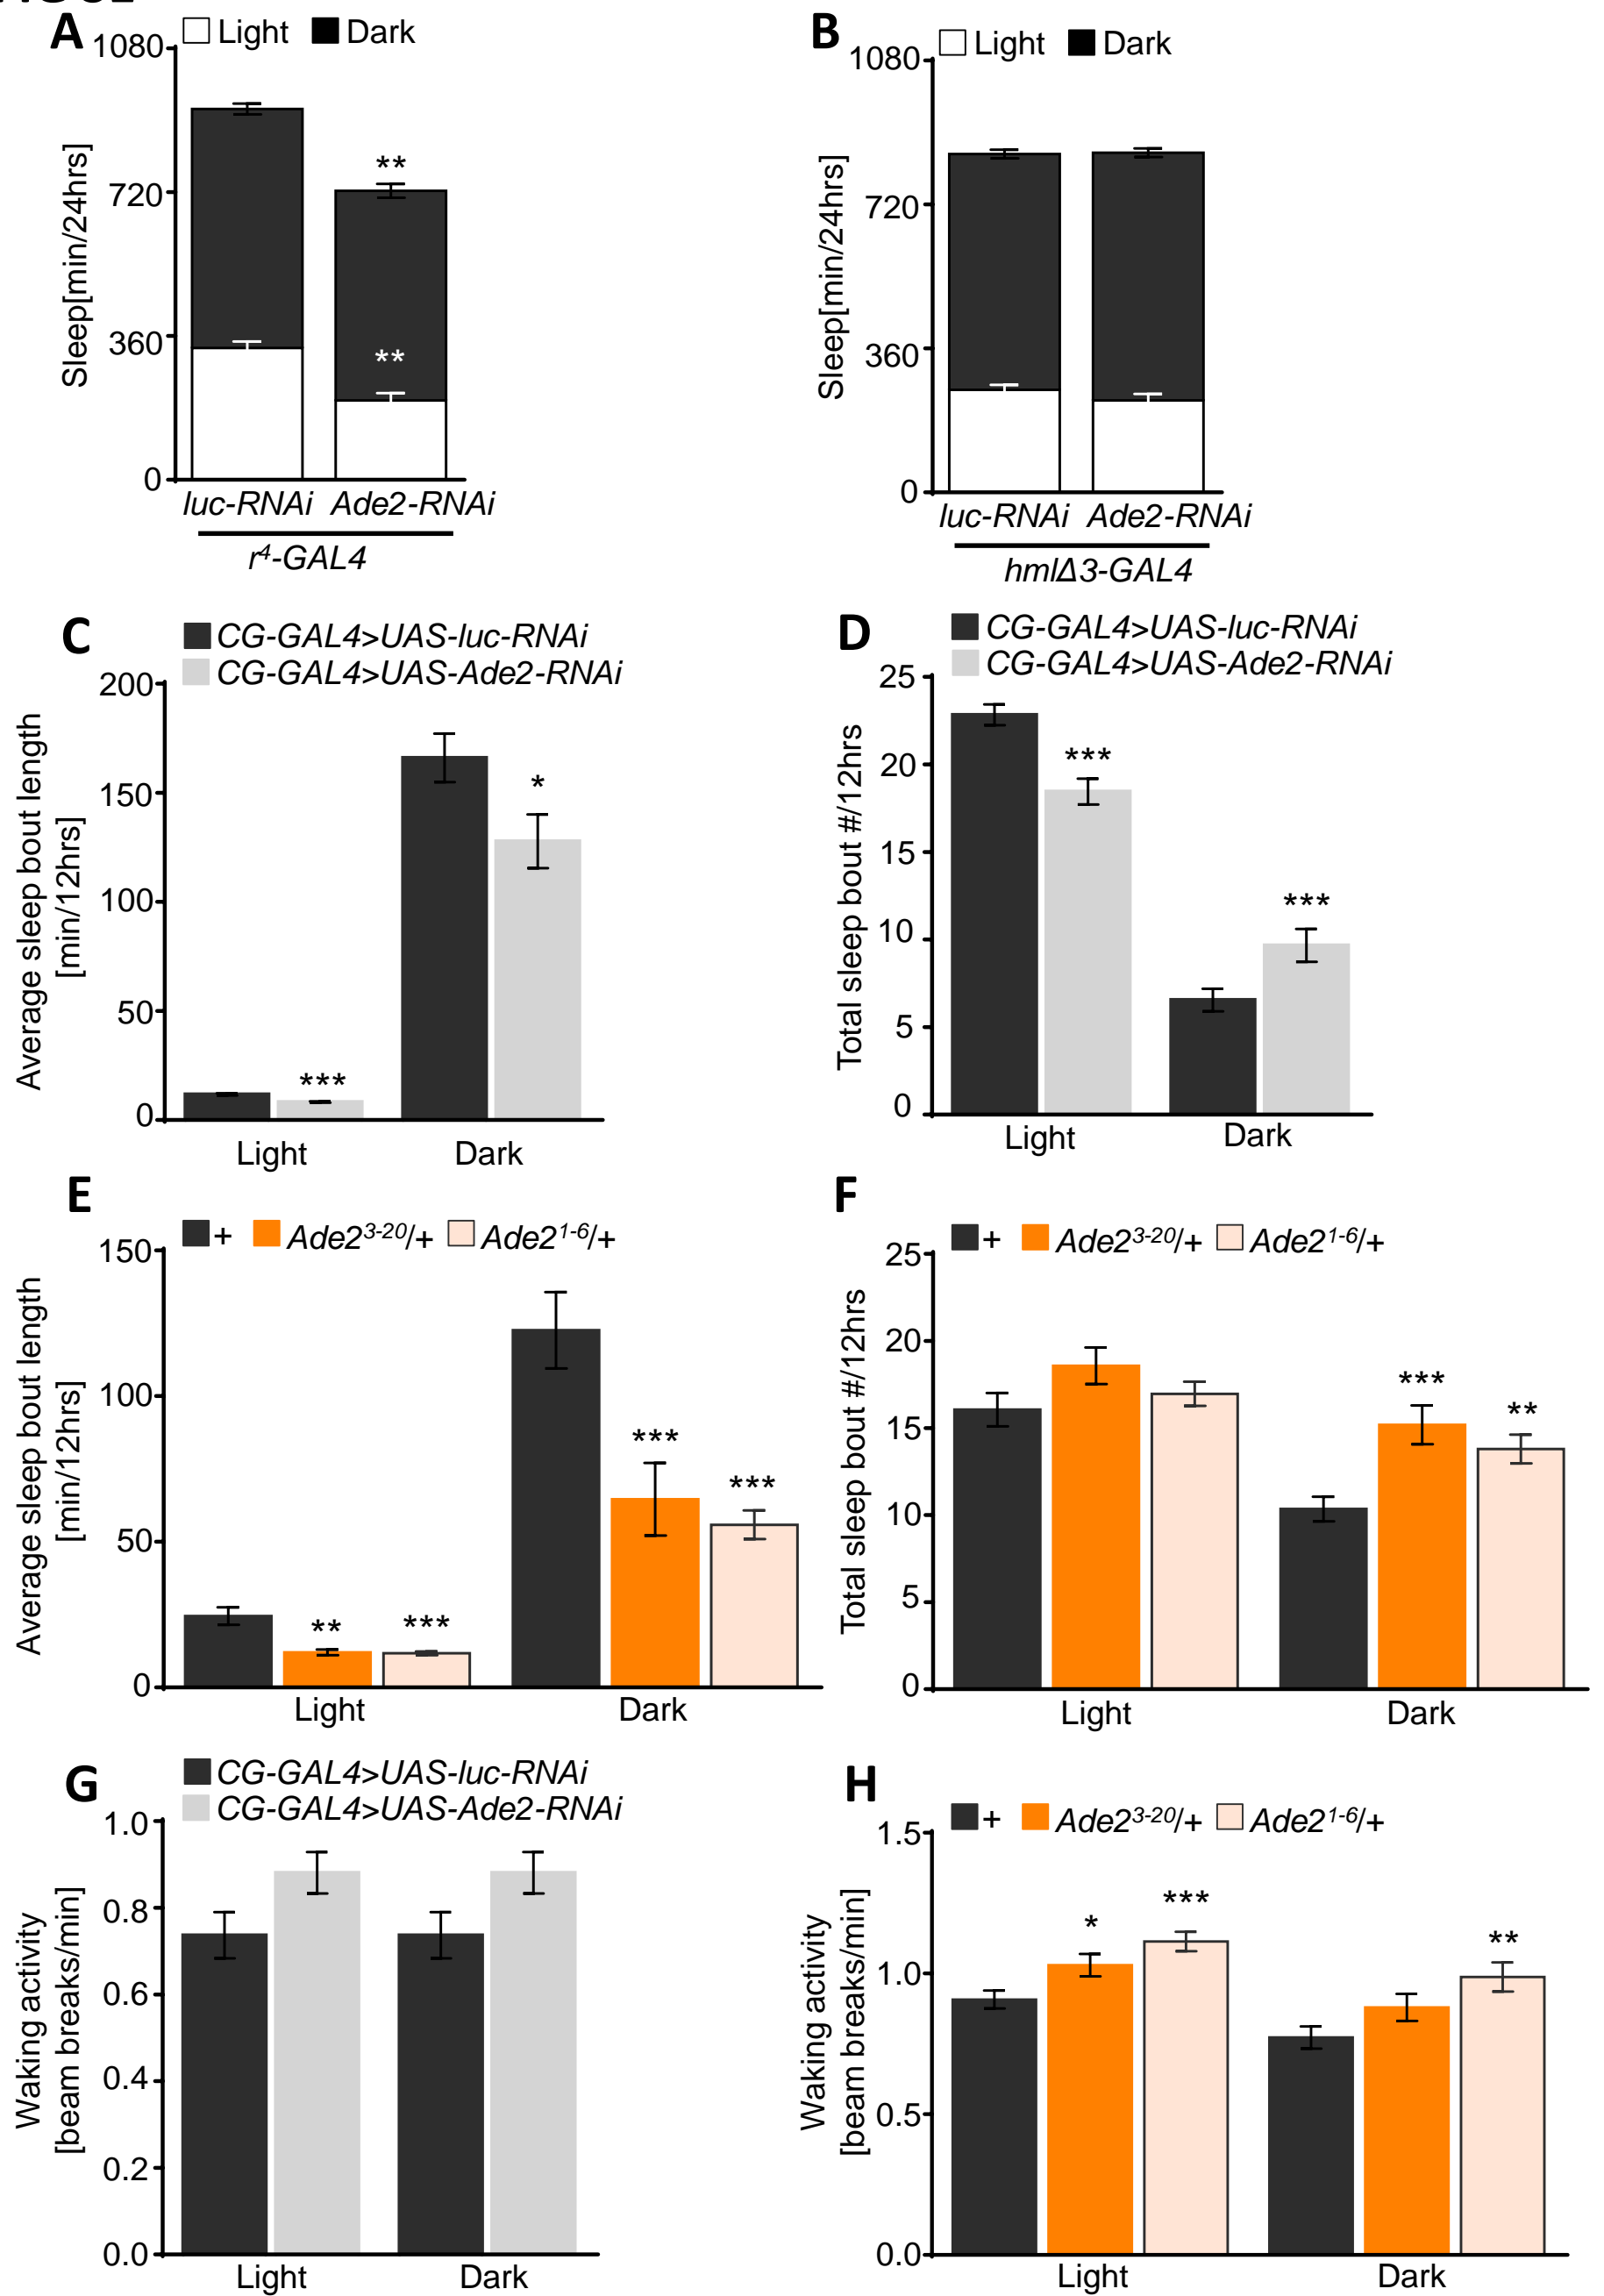 A
Light Dark
1080
720
360
0
Sleep[min/24hrs]
**
**
luc-RNAi Ade2-RNAi
r4-GAL4
B
Light Dark
1080
720
360
0
Sleep[min/24hrs]
luc-RNAi Ade2-RNAi
hmlΔ3-GAL4
C
CG-GAL4>UAS-luc-RNAi
CG-GAL4>UAS-Ade2-RNAi
200
150
100
50
0
Average sleep bout length
[min/12hrs]
***
*
Light Dark
D
CG-GAL4>UAS-luc-RNAi
CG-GAL4>UAS-Ade2-RNAi
25
20
15
10
5
0
Total sleep bout #/12hrs
***
***
Light Dark
E
+ Ade23-20/+ Ade21-6/+
150
100
50
0
Average sleep bout length
[min/12hrs]
** ***
*** ***
Light Dark
F
+ Ade23-20/+ Ade21-6/+
25
20
15
10
5
0
Total sleep bout #/12hrs
*** **
Light Dark
G
CG-GAL4>UAS-luc-RNAi
CG-GAL4>UAS-Ade2-RNAi
1.0
0.8
0.6
0.4
0.2
0.0
Waking activity
[beam breaks/min]
Light Dark
H
+ Ade23-20/+ Ade21-6/+
1.5
1.0
0.5
0.0
Waking activity
[beam breaks/min]
* ***
**
Light Dark